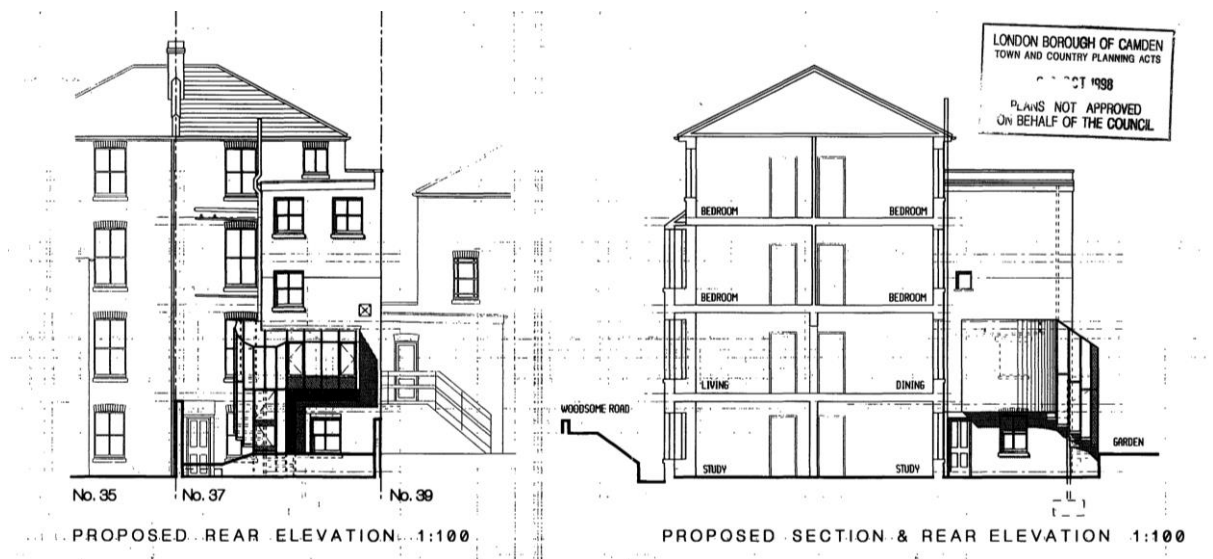 LONDON BOROUGH OF CAMDEN
TOWN AND COUNTRY PLANNING ACTS
OCT 1998
PLANS NOT APPROVED
ON BEHALF OF THE COUNCIL
BEDROOM BEDROOM
BEDROOM BEDROOM
LIVING DINING
WOODSOME ROAD
GARDEN
STUDY STUDY
No. 35 No. 37 No. 39
PROPOSED REAR ELEVATION 1:100
PROPOSED SECTION & REAR ELEVATION 1:100